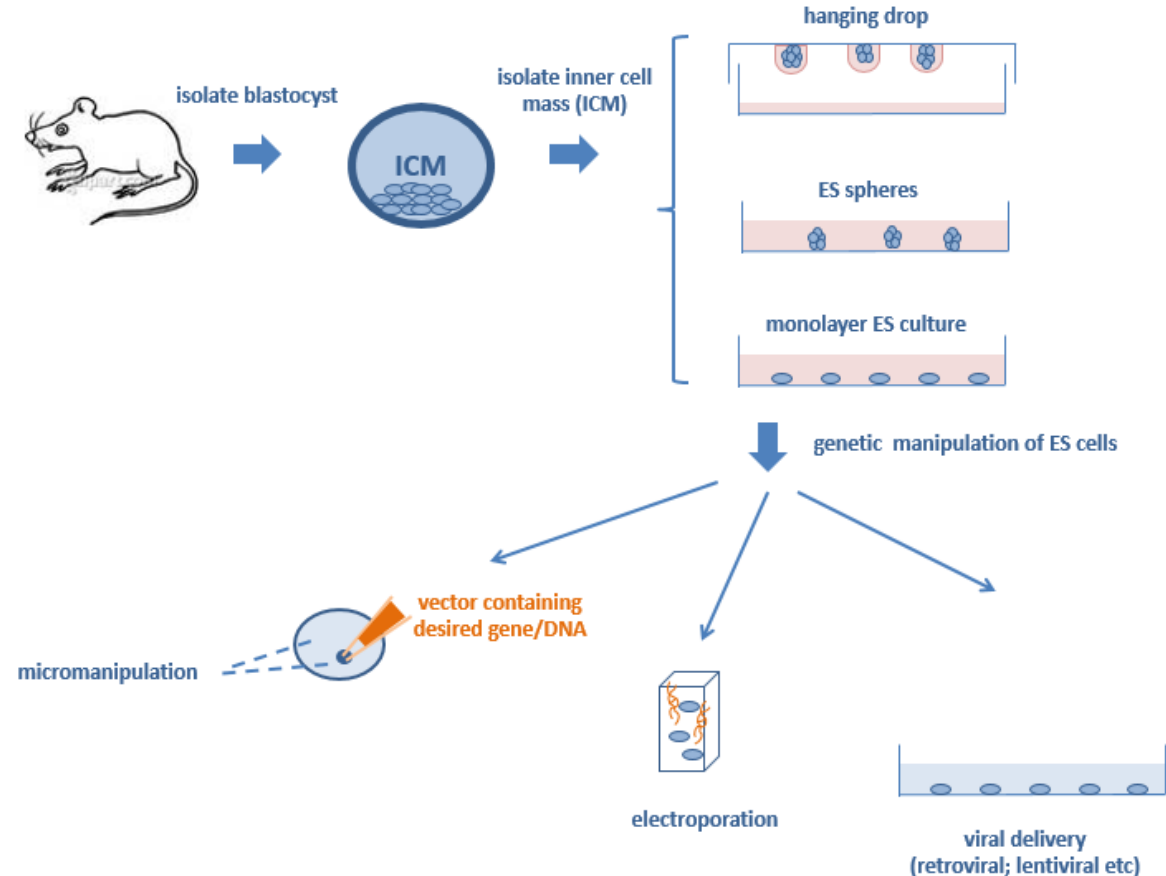 hanging drop
isolate blastocyst
isolate inner cell
mass (ICM)
ICM
ES spheres
monolayer ES culture
genetic manipulation of ES cells
vector containing
desired gene/DNA
micromanipulation
electroporation
viral delivery
(retroviral; lentiviral etc)